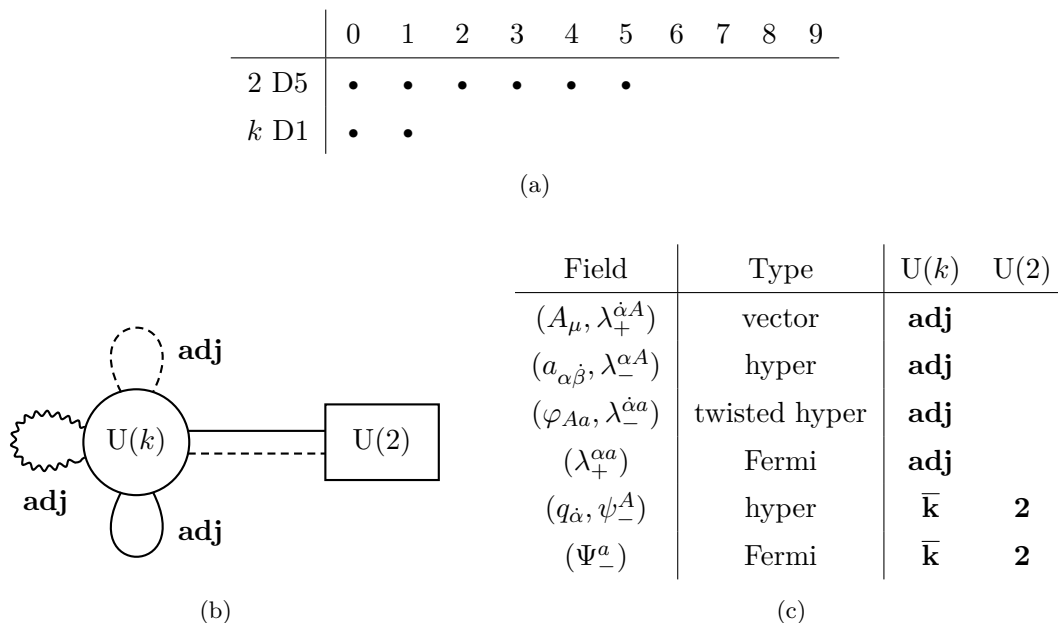 0 1 2 3 4 5 6 7 8 9
2 D5 • • • • • •
k D1 • •
(a)
adj
U(k) U(2)
adj
adj
(b)
Field Type U(k) U(2)
(A_μ, λ_+^{α̇A}) vector adj
(a_{αβ̇}, λ_-^{αA}) hyper adj
(φ_{Aa}, λ_-^{α̇a}) twisted hyper adj
(λ_+^{αa}) Fermi adj
(q_{α̇}, ψ_-^A) hyper k̅ 2
(Ψ_-^a) Fermi k̅ 2
(c)